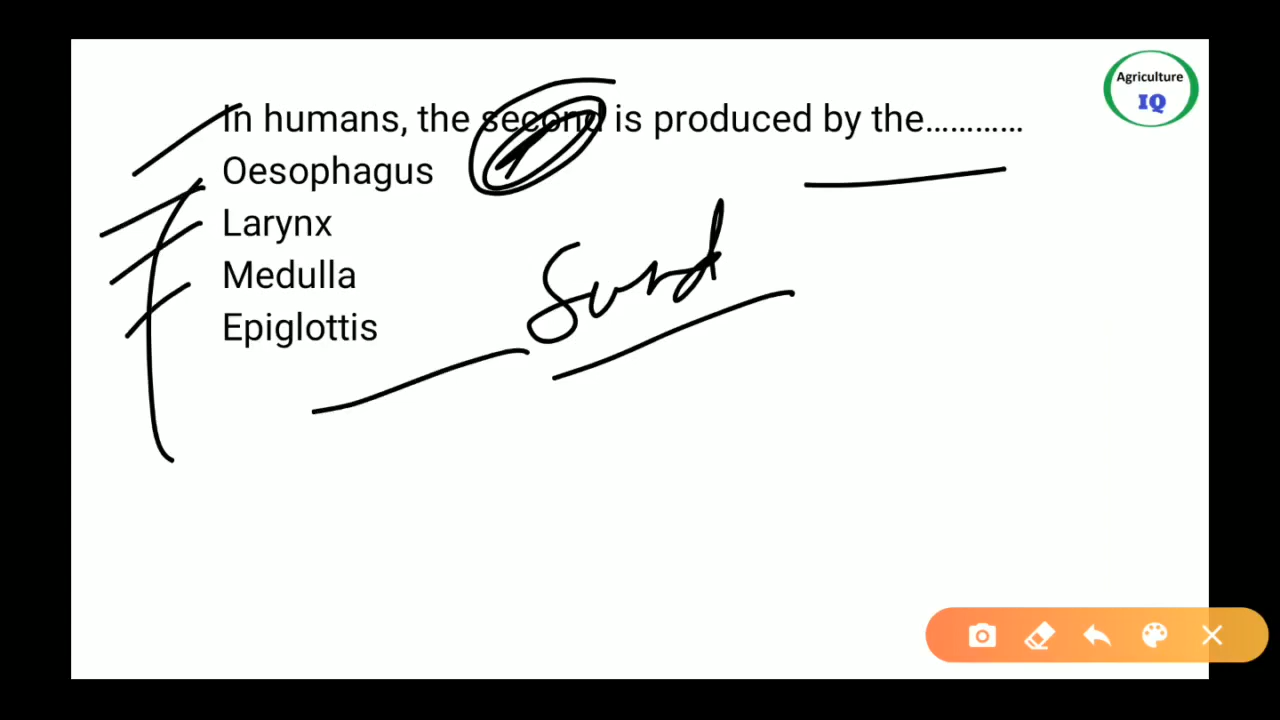 Agriculture
IQ
In humans, the second is produced by the............
Oesophagus
Larynx
Medulla
Epiglottis